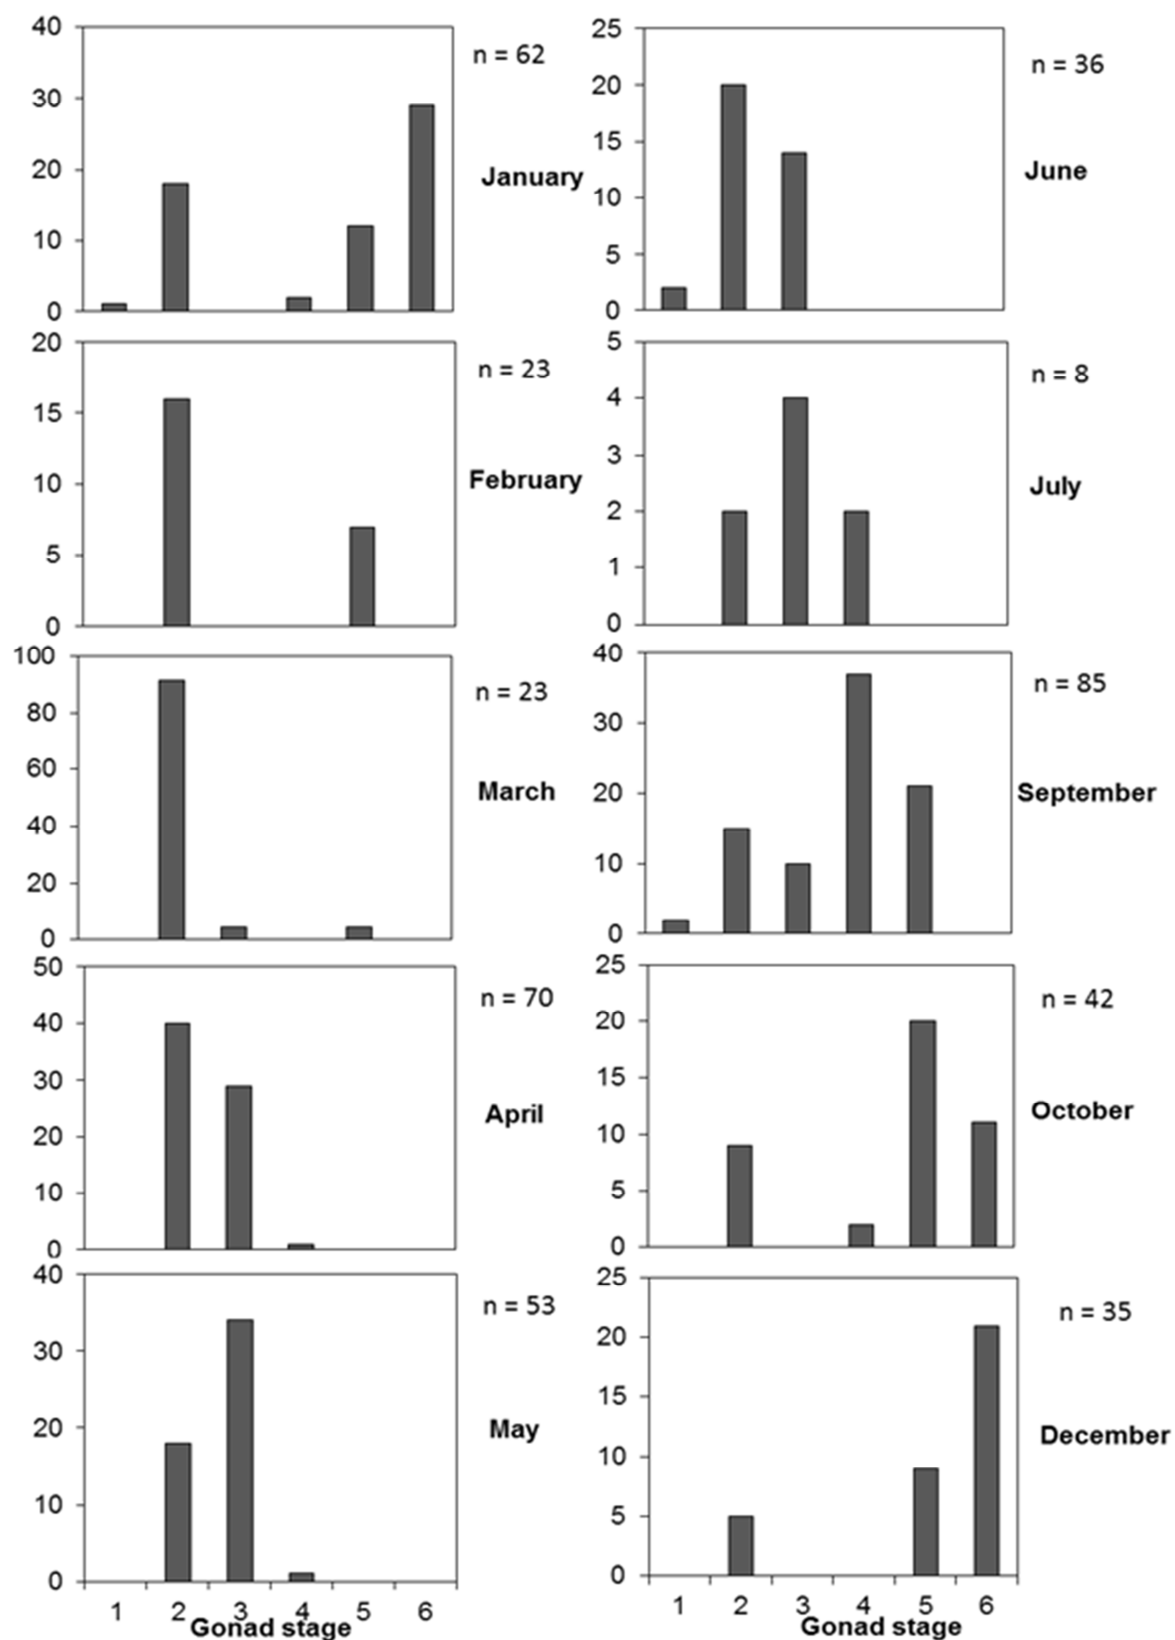 40
30
20
10
0
n = 62
January
25
20
15
10
5
0
n = 36
June
20
15
10
5
0
n = 23
February
5
4
3
2
1
0
n = 8
July
100
80
60
40
20
0
n = 23
March
40
30
20
10
0
n = 85
September
50
40
30
20
10
0
n = 70
April
25
20
15
10
5
0
n = 42
October
40
30
20
10
0
n = 53
May
1 2 3 4 5 6
Gonad stage
25
20
15
10
5
0
n = 35
December
1 2 3 4 5 6
Gonad stage